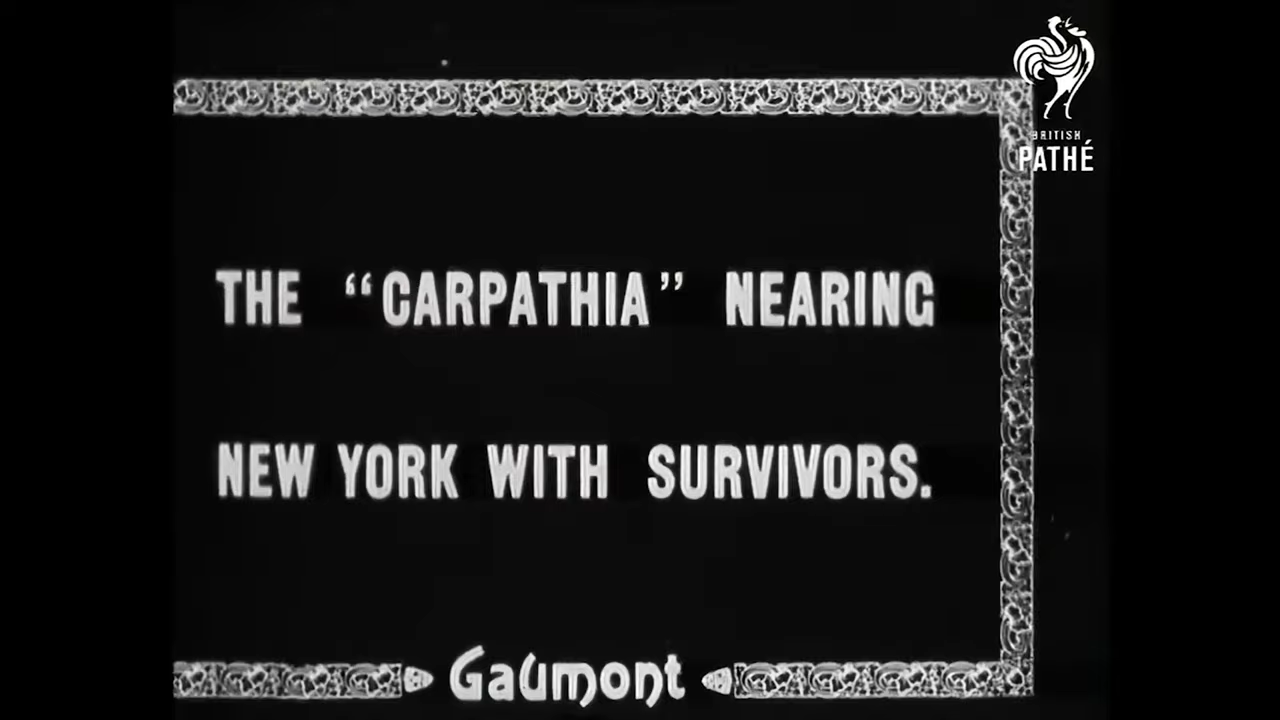 BRITISH
PATHÉ
THE “CARPATHIA” NEARING
NEW YORK WITH SURVIVORS.
Gaumont